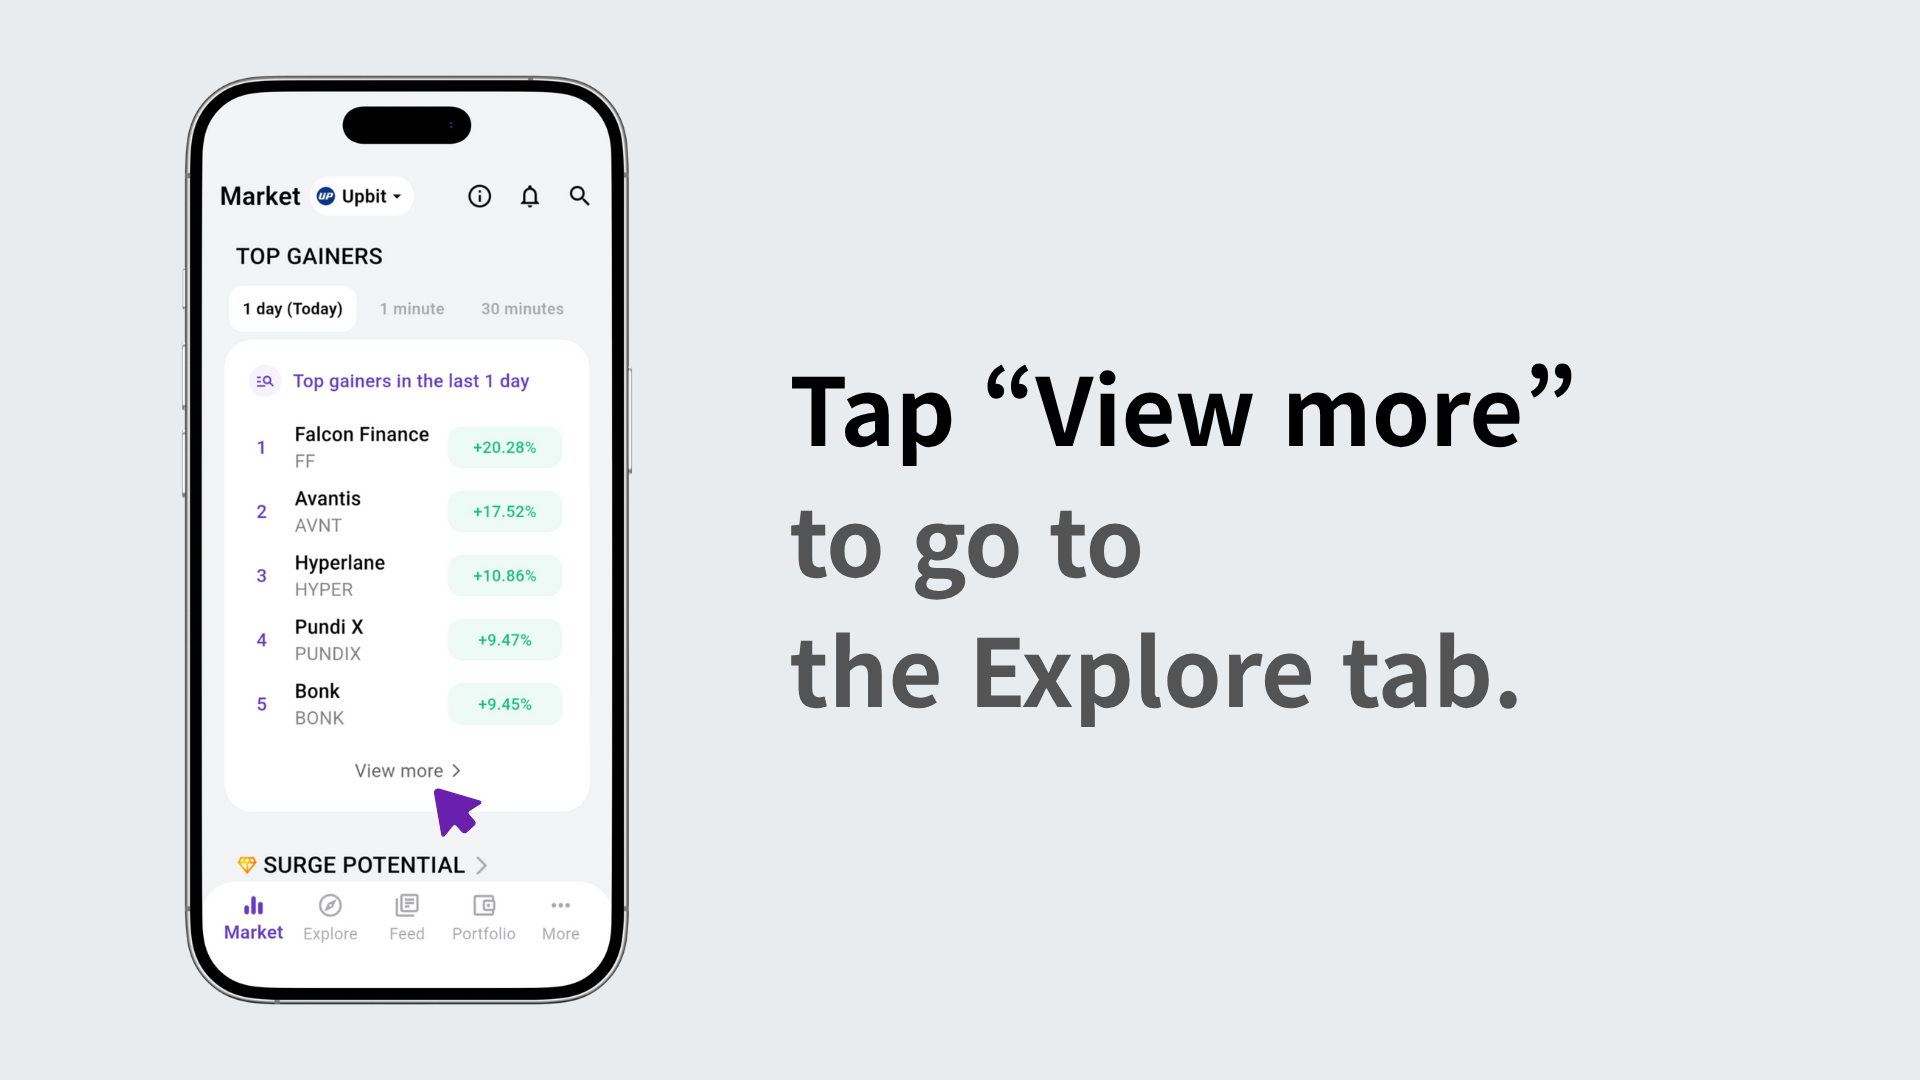 Market UP Upbit
TOP GAINERS
1 day (Today) 1 minute 30 minutes
Top gainers in the last 1 day
1 Falcon Finance +20.28%
FF
2 Avantis +17.52%
AVNT
3 Hyperlane +10.86%
HYPER
4 Pundi X +9.47%
PUNDIX
5 Bonk +9.45%
BONK
View more
SURGE POTENTIAL
Market Explore Feed Portfolio More
Tap “View more”
to go to
the Explore tab.